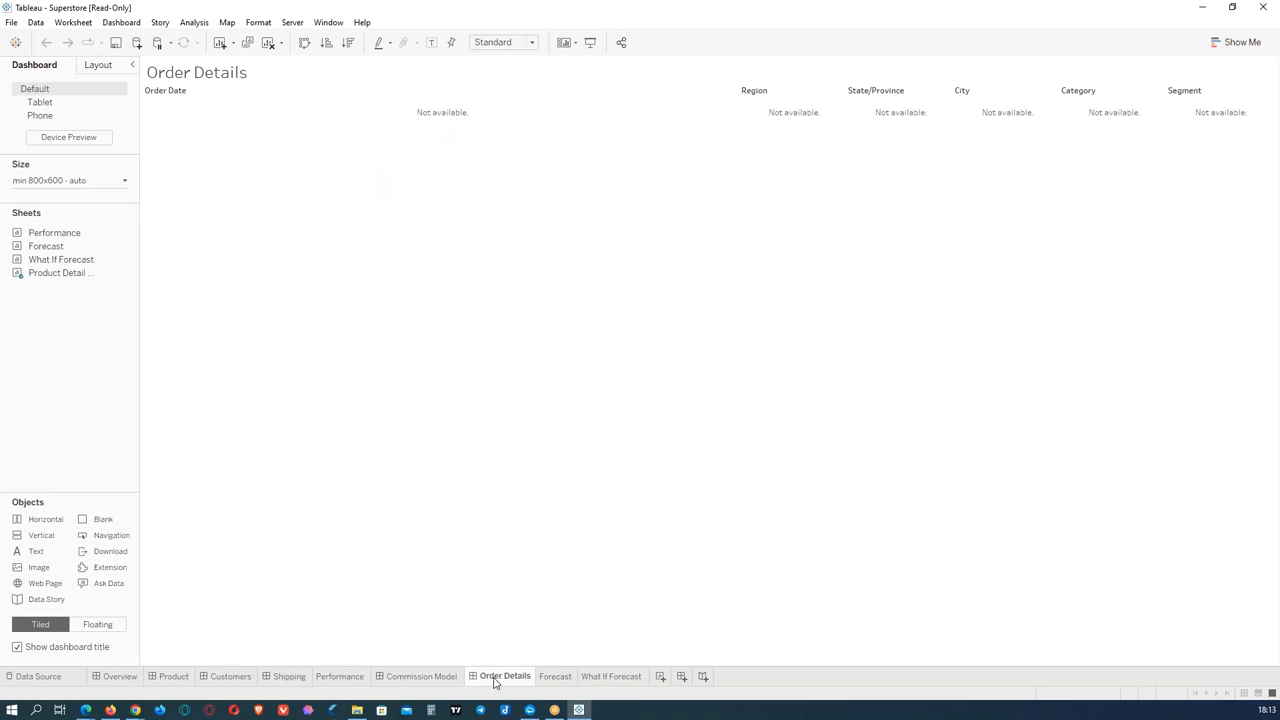 Tableau - Superstore [Read-Only]
File Data Worksheet Dashboard Story Analysis Map Format Server Window Help
Standard
Show Me
Dashboard Layout
Order Details
Order Date Region State/Province City Category Segment
Not available. Not available. Not available. Not available. Not available. Not available.
Default
Tablet
Phone
Device Preview
Size
min 800x600 - auto
Sheets
Performance
Forecast
What If Forecast
Product Detail ...
Objects
Horizontal Blank
Vertical Navigation
Text Download
Image Extension
Web Page Ask Data
Data Story
Tiled Floating
Show dashboard title
Data Source Overview Product Customers Shipping Performance Commission Model Order Details Forecast What If Forecast
18:13